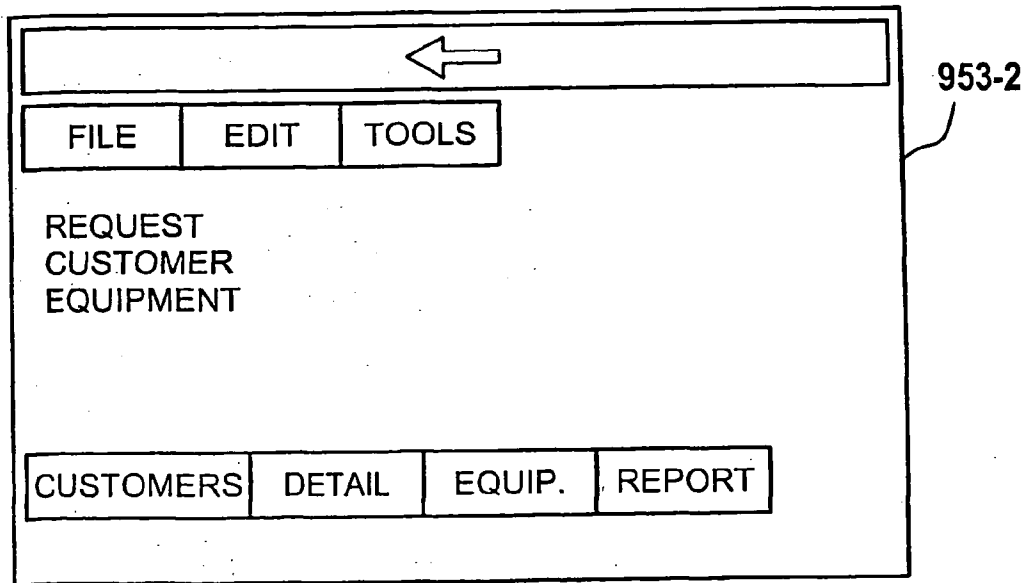 953-2
FILE EDIT TOOLS
REQUEST
CUSTOMER
EQUIPMENT
CUSTOMERS DETAIL EQUIP. REPORT